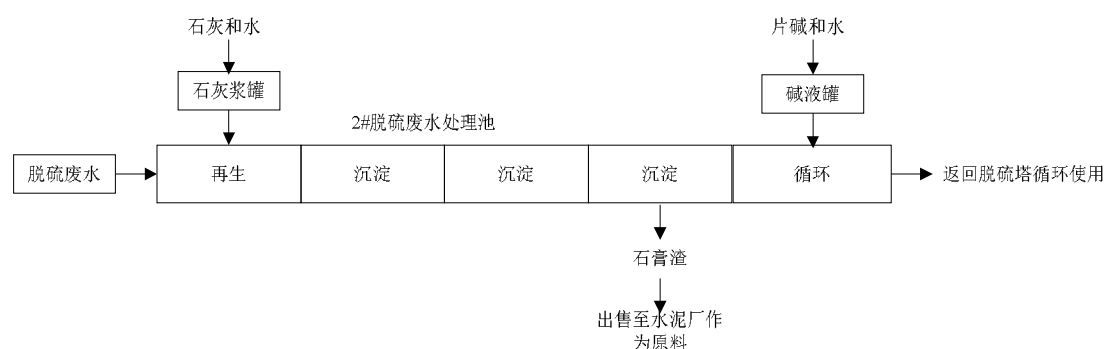 石灰和水
片碱和水
石灰浆罐
碱液罐
2#脱硫废水处理池
脱硫废水
再生
沉淀
沉淀
沉淀
循环
返回脱硫塔循环使用
石膏渣
出售至水泥厂作
为原料